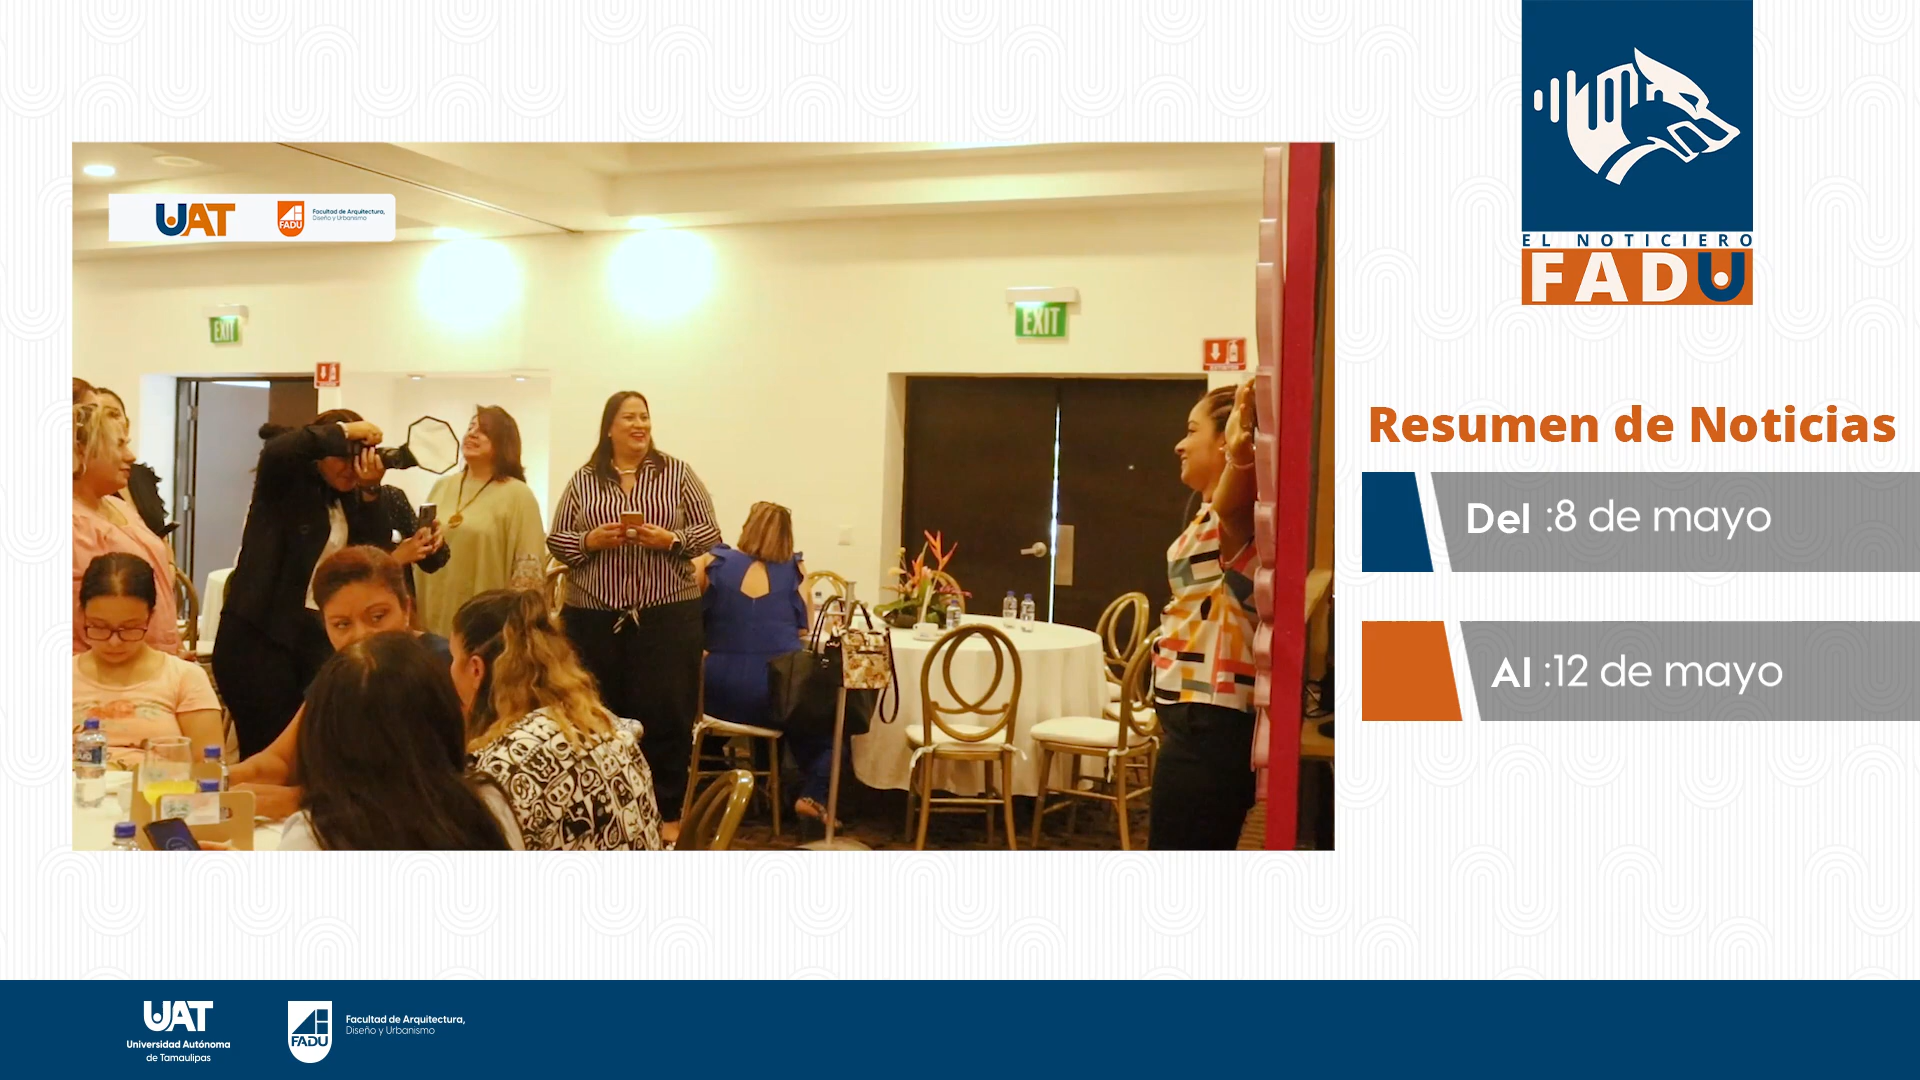 UAT
FADU
Facultad de Arquitectura,
Diseño y Urbanismo
EXIT
EXIT
EL NOTICIERO
FADU
Resumen de Noticias
Del :8 de mayo
Al :12 de mayo
UAT
Universidad Autónoma
de Tamaulipas
FADU
Facultad de Arquitectura,
Diseño y Urbanismo